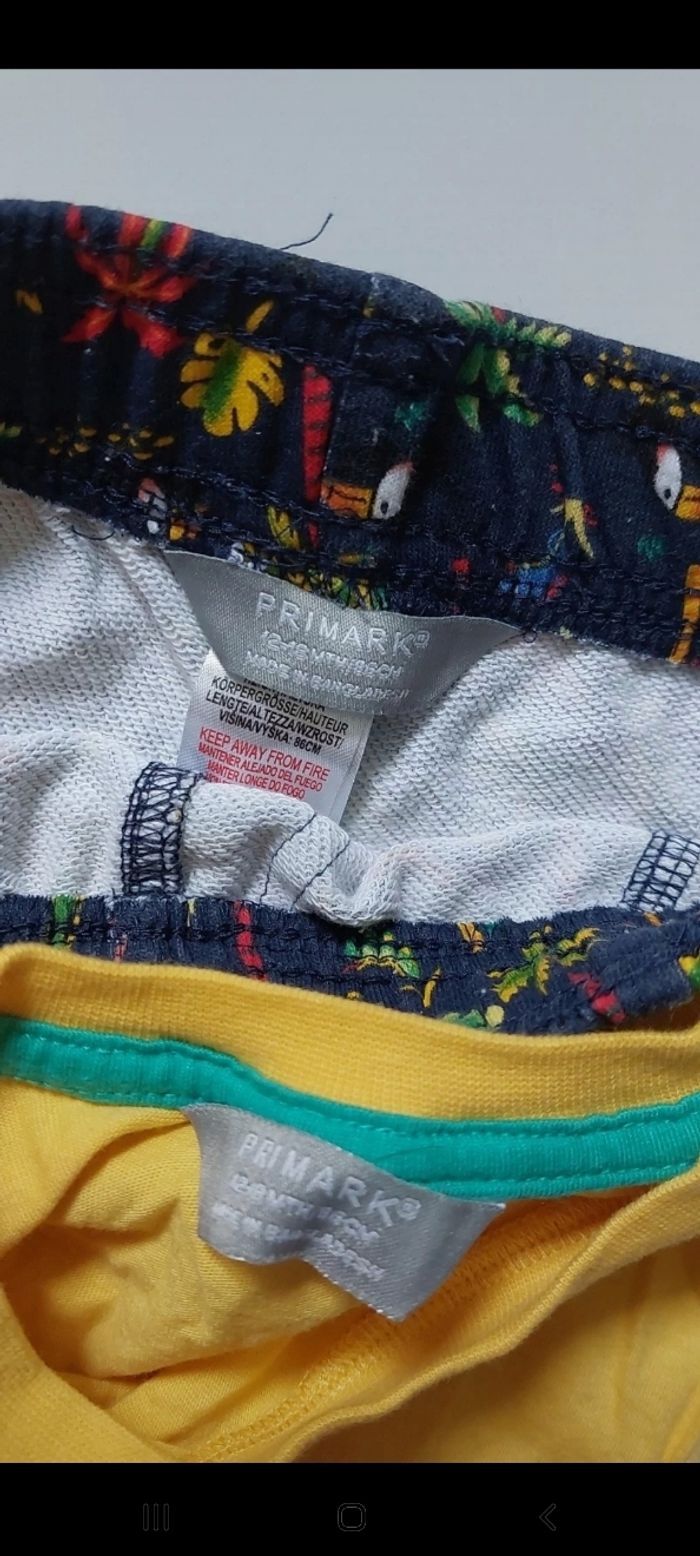 PRIMARK®
12-18 MTH/86CM
MADE IN BANGLADESH
KÖRPERGRÖSSE/HAUTEUR
LENGTE/ALTEZZA/WZROST/
VIŠINA/VYŠKA: 86CM
KEEP AWAY FROM FIRE
MANTENER ALEJADO DEL FUEGO
MANTER LONGE DO FOGO
PRIMARK®